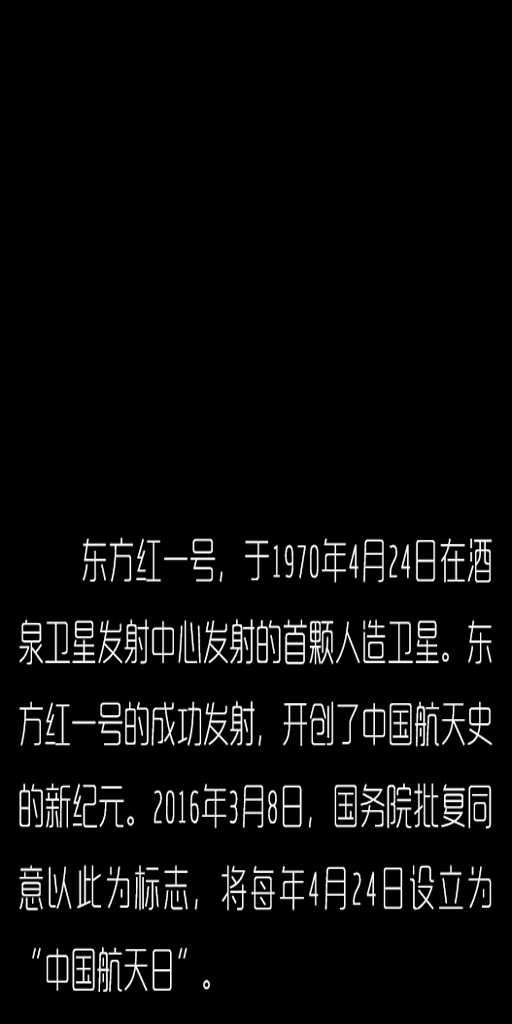 东方红一号，于1970年4月24日在酒
泉卫星发射中心发射的首颗人造卫星。东
方红一号的成功发射，开创了中国航天史
的新纪元。2016年3月8日，国务院批复同
意以此为标志，将每年4月24日设立为
“中国航天日”。